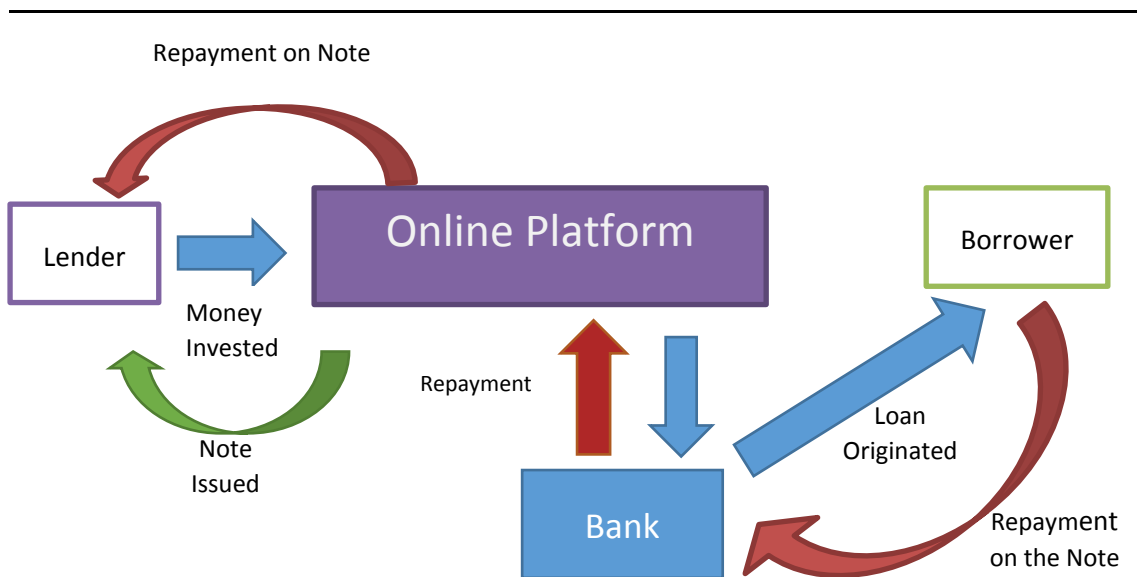 Repayment on Note
Online Platform
Lender
Borrower
Money
Invested
Repayment
Loan
Originated
Note
Issued
Bank
Repayment
on the Note